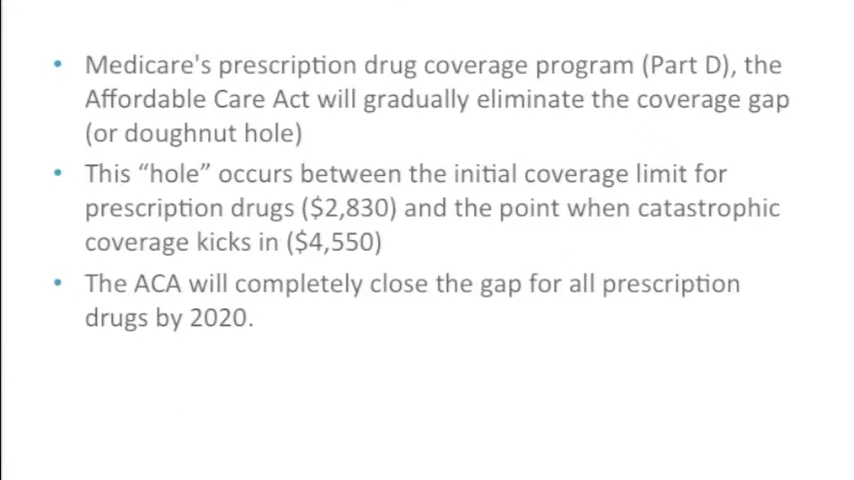 • Medicare's prescription drug coverage program (Part D), the
Affordable Care Act will gradually eliminate the coverage gap
(or doughnut hole)
• This “hole” occurs between the initial coverage limit for
prescription drugs ($2,830) and the point when catastrophic
coverage kicks in ($4,550)
• The ACA will completely close the gap for all prescription
drugs by 2020.